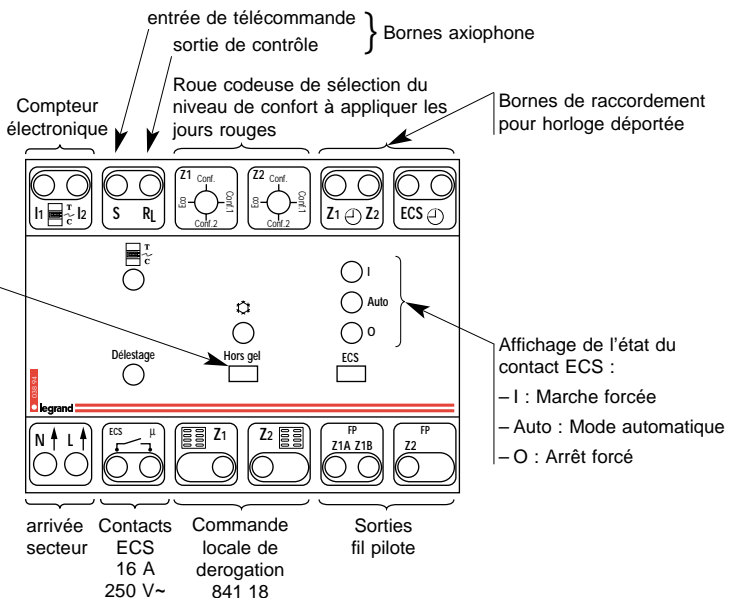 entrée de télécommande
sortie de contrôle
Bornes axiophone
Compteur
électronique
Roue codeuse de sélection du
niveau de confort à appliquer les
jours rouges
Bornes de raccordement
pour horloge déportée
I1 T C I2
S RL
Z1 Conf. Conf.1 Conf.2 Eco
Z2 Conf. Conf.1 Conf.2 Eco
Z1 Z2
ECS
T
C
I
Auto
O
Délestage
Hors gel
ECS
Affichage de l'état du
contact ECS :
– I : Marche forcée
– Auto : Mode automatique
– O : Arrêt forcé
038 94
legrand
N L
ECS µ
Z1
Z2
FP
Z1A Z1B
FP
Z2
arrivée
secteur
Contacts
ECS
16 A
250 V~
Commande
locale de
derogation
841 18
Sorties
fil pilote